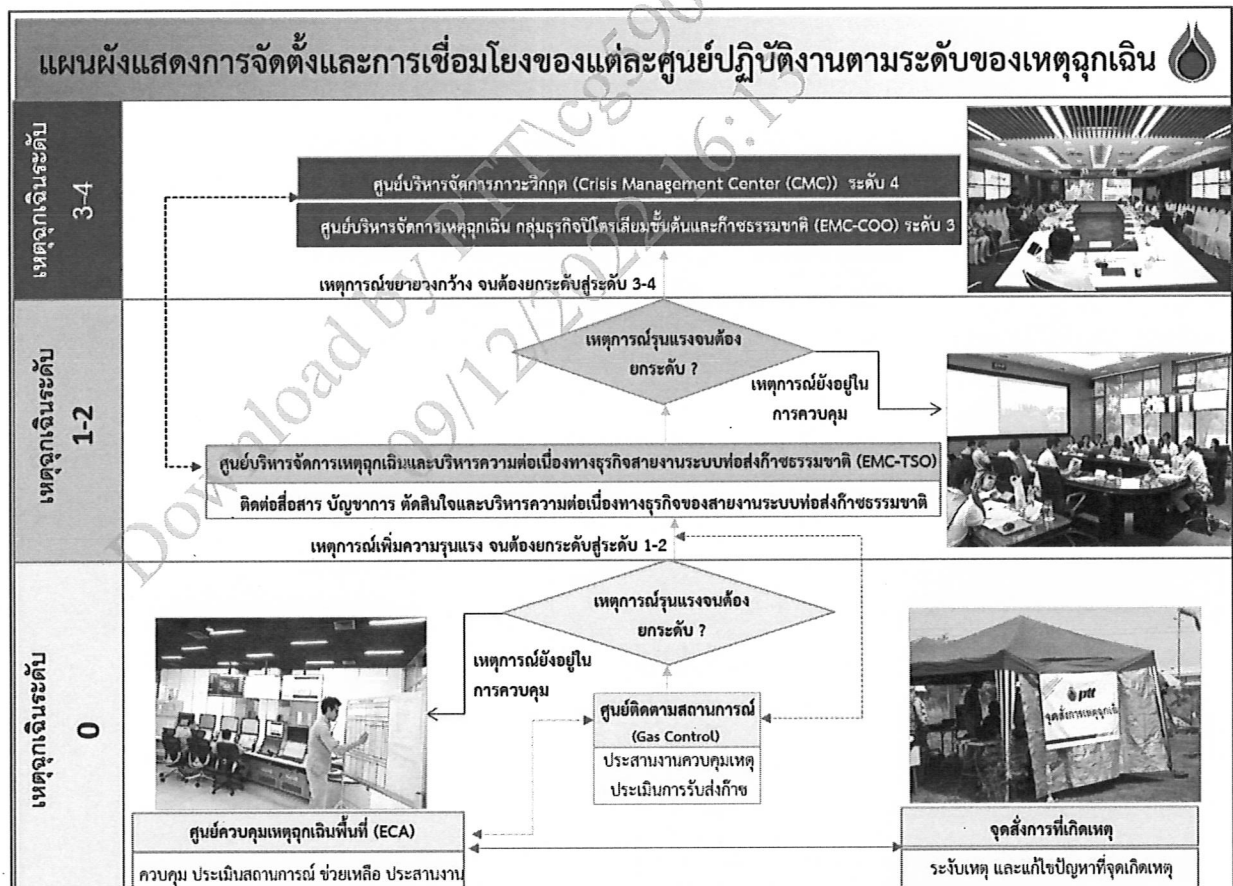 แผนผังแสดงการจัดตั้งและการเชื่อมโยงของแต่ละศูนย์ปฏิบัติงานตามระดับของเหตุฉุกเฉิน
เหตุฉุกเฉินระดับ
3-4
ศูนย์บริหารจัดการภาวะวิกฤต (Crisis Management Center (CMC)) ระดับ 4
ศูนย์บริหารจัดการเหตุฉุกเฉิน กลุ่มธุรกิจปิโตรเลียมขั้นต้นและก๊าซธรรมชาติ (EMC-COO) ระดับ 3
เหตุการณ์ขยายวงกว้าง จนต้องยกระดับสู่ระดับ 3-4
เหตุฉุกเฉินระดับ
1-2
เหตุการณ์รุนแรงจนต้อง
ยกระดับ ?
เหตุการณ์ยังอยู่ใน
การควบคุม
ศูนย์บริหารจัดการเหตุฉุกเฉินและบริหารความต่อเนื่องทางธุรกิจสายงานระบบท่อส่งก๊าซธรรมชาติ (EMC-TSO)
ติดต่อสื่อสาร บัญชาการ ตัดสินใจและบริหารความต่อเนื่องทางธุรกิจของสายงานระบบท่อส่งก๊าซธรรมชาติ
เหตุการณ์เพิ่มความรุนแรง จนต้องยกระดับสู่ระดับ 1-2
เหตุฉุกเฉินระดับ
0
เหตุการณ์รุนแรงจนต้อง
ยกระดับ ?
เหตุการณ์ยังอยู่ใน
การควบคุม
ศูนย์ติดตามสถานการณ์
(Gas Control)
ประสานงานควบคุมเหตุ
ประเมินการรับส่งก๊าซ
ptt
จุดสั่งการเหตุฉุกเฉิน
ศูนย์ควบคุมเหตุฉุกเฉินพื้นที่ (ECA)
ควบคุม ประเมินสถานการณ์ ช่วยเหลือ ประสานงาน
จุดสั่งการที่เกิดเหตุ
ระงับเหตุ และแก้ไขปัญหาที่จุดเกิดเหตุ
Download by PTT\cg590
09/12/2022 16:15